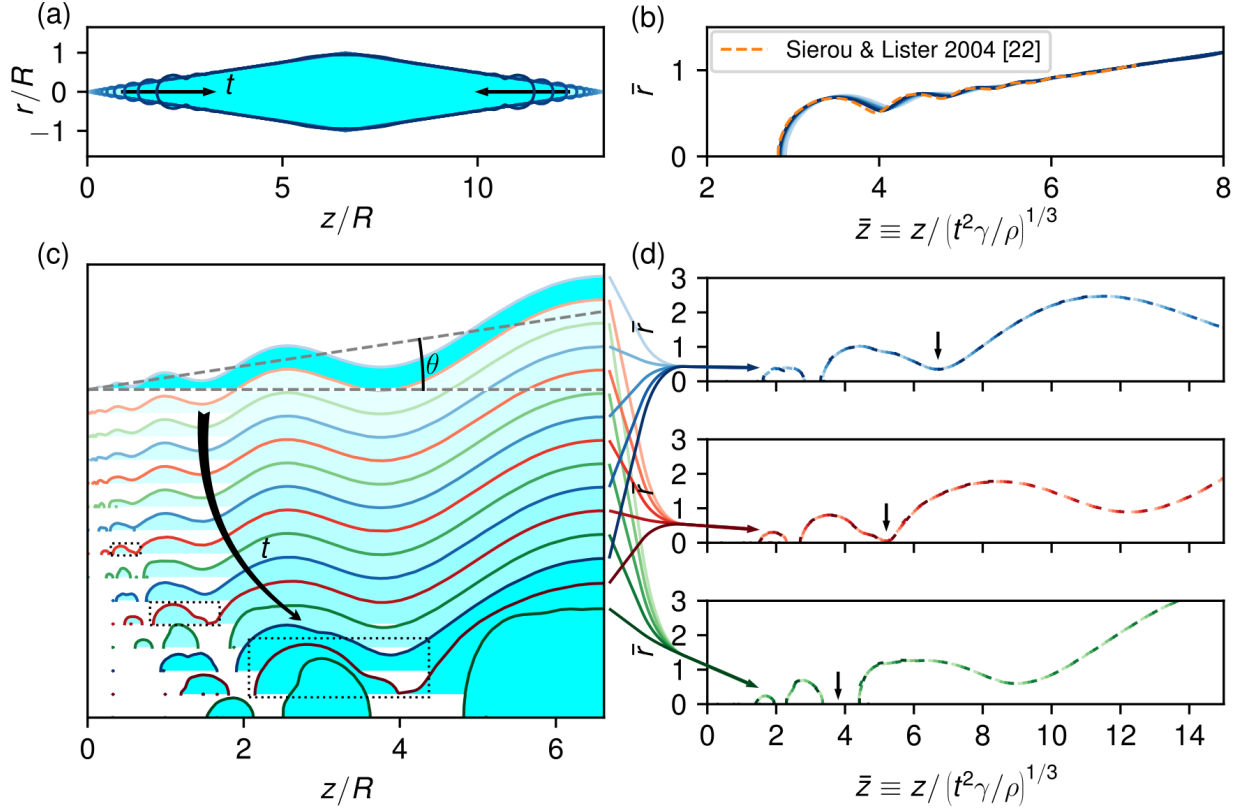 (a)
1
0
−1
r/R
t
0
5
10
z/R
(b)
Sierou & Lister 2004 [22]
r̄
1
0
2
4
6
8
z̄ ≡ z/(t²γ/ρ)^{1/3}
(c)
θ
t
0
2
4
6
z/R
(d)
3
2
1
0
r̄
3
2
1
0
r̄
3
2
1
0
r̄
0
2
4
6
8
10
12
14
z̄ ≡ z/(t²γ/ρ)^{1/3}